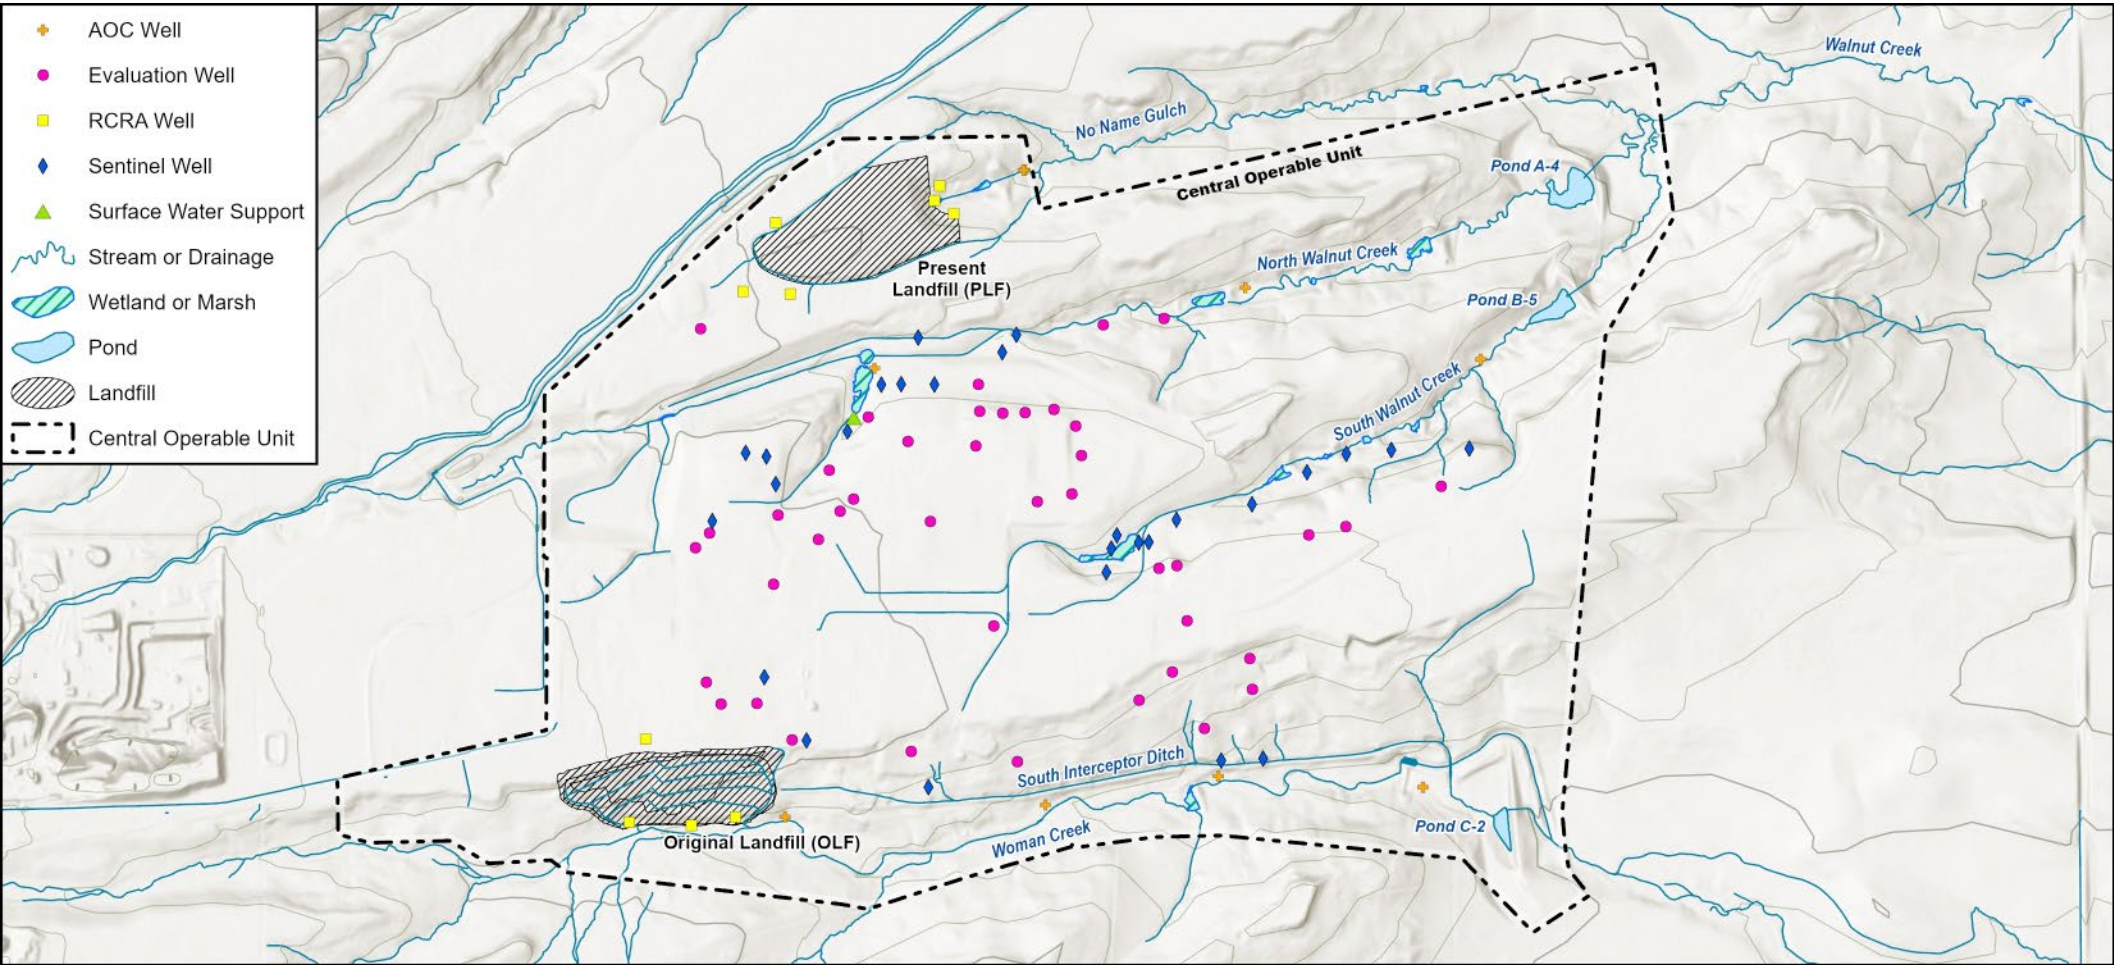 AOC Well
Evaluation Well
RCRA Well
Sentinel Well
Surface Water Support
Stream or Drainage
Wetland or Marsh
Pond
Landfill
Central Operable Unit
Walnut Creek
No Name Gulch
Central Operable Unit
Pond A-4
North Walnut Creek
Present
Landfill (PLF)
Pond B-5
South Walnut Creek
South Interceptor Ditch
Woman Creek
Pond C-2
Original Landfill (OLF)